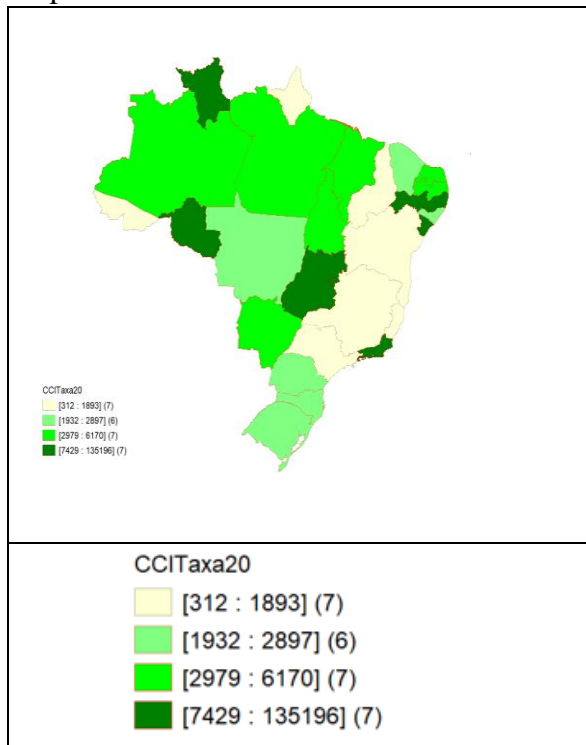 CCITaxa20
[312 : 1893] (7)
[1932 : 2897] (6)
[2979 : 6170] (7)
[7429 : 135196] (7)
CCITaxa20
[312 : 1893] (7)
[1932 : 2897] (6)
[2979 : 6170] (7)
[7429 : 135196] (7)